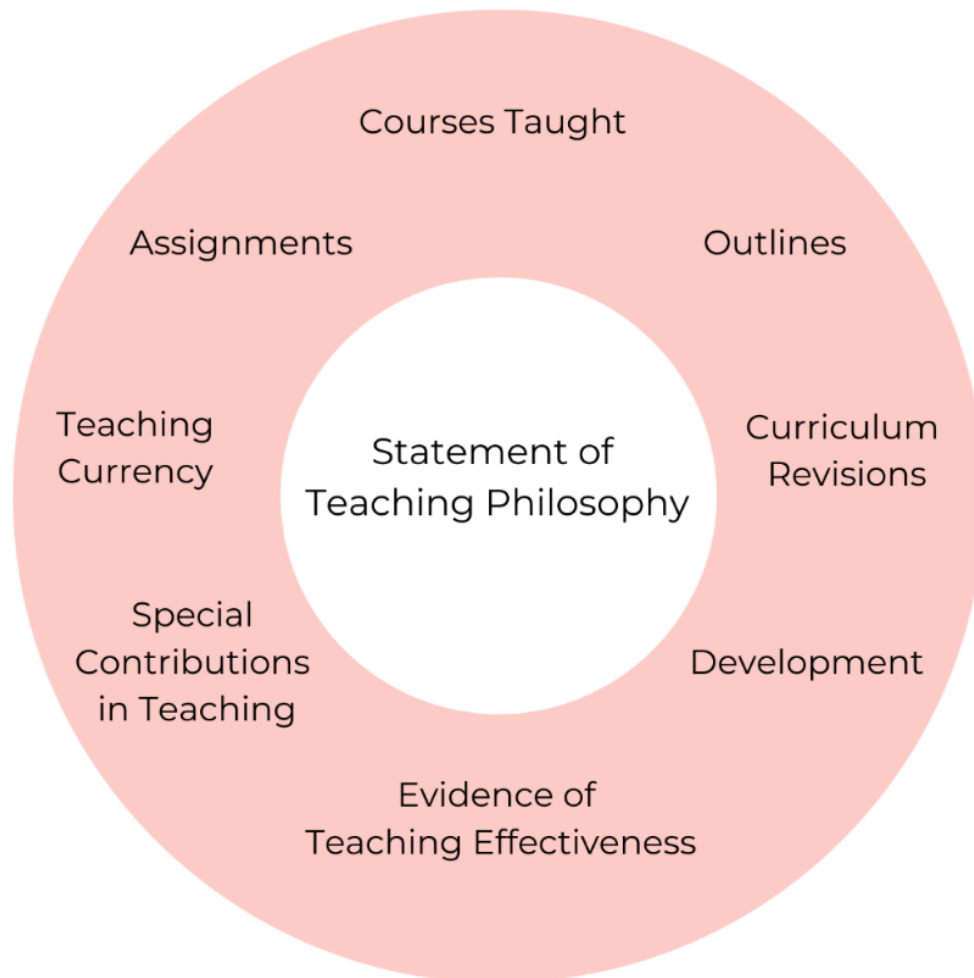 Courses Taught
Assignments
Outlines
Teaching
Currency
Curriculum
Revisions
Statement of
Teaching Philosophy
Special
Contributions
in Teaching
Development
Evidence of
Teaching Effectiveness